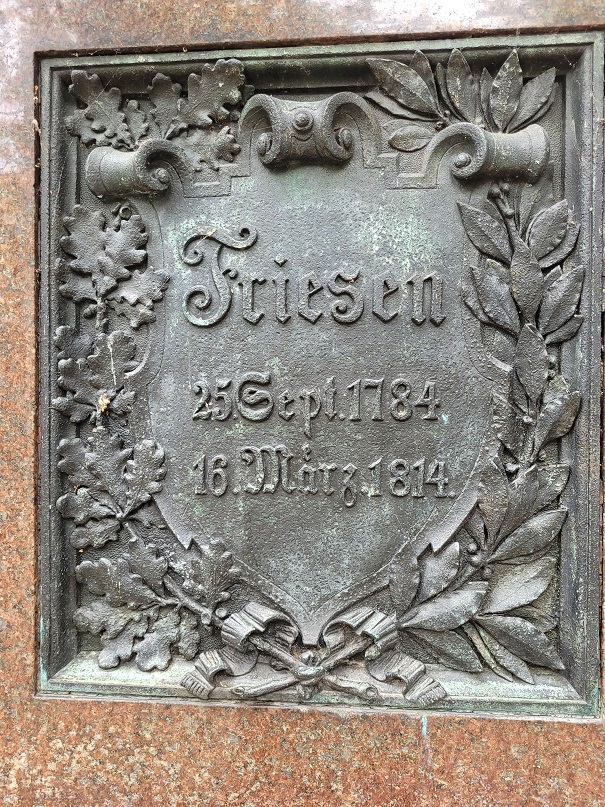 Friesen
25. Sept. 1784.
16. März 1814.